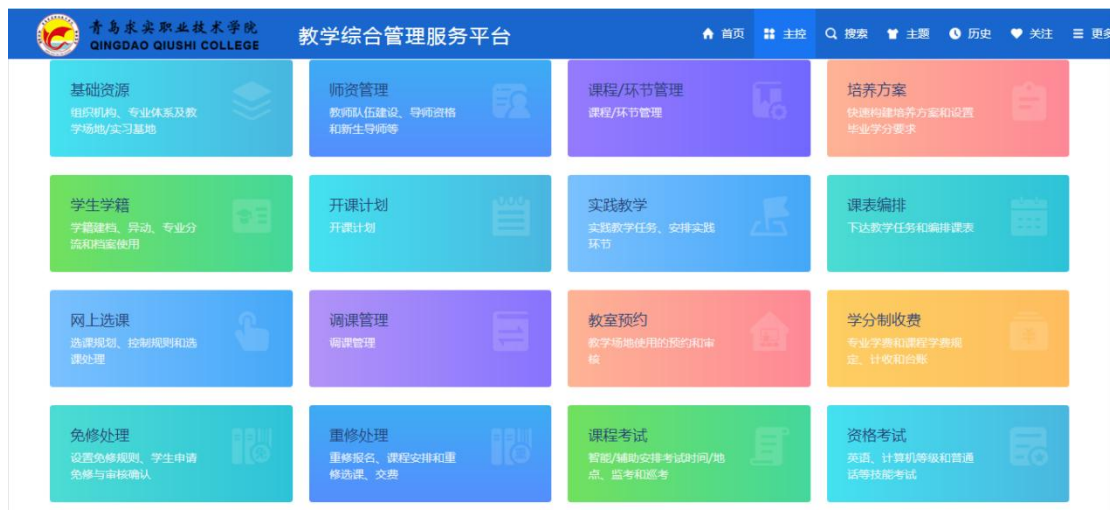 青岛求实职业技术学院
QINGDAO QIUSHI COLLEGE
教学综合管理服务平台
首页 主控 搜索 主题 历史 关注 更多
基础资源
组织机构、专业体系及教
学场地/实习基地
师资管理
教师队伍建设、导师资格
和新生导师等
课程/环节管理
课程/环节管理
培养方案
快速构建培养方案和设置
毕业学分要求
学生学籍
学籍建档、异动、专业分
流和档案使用
开课计划
开课计划
实践教学
实践教学任务、安排实践
环节
课表编排
下达教学任务和编排课表
网上选课
选课规划、控制规则和选
课处理
调课管理
调课管理
教室预约
教学场地使用的预约和审
核
学分制收费
专业学费和课程学费规
定、计收和台账
免修处理
设置免修规则、学生申请
免修与审核确认
重修处理
重修报名、课程安排和重
修选课、交费
课程考试
智能/辅助安排考试时间/地
点、监考和巡考
资格考试
英语、计算机等级和普通
话等技能考试